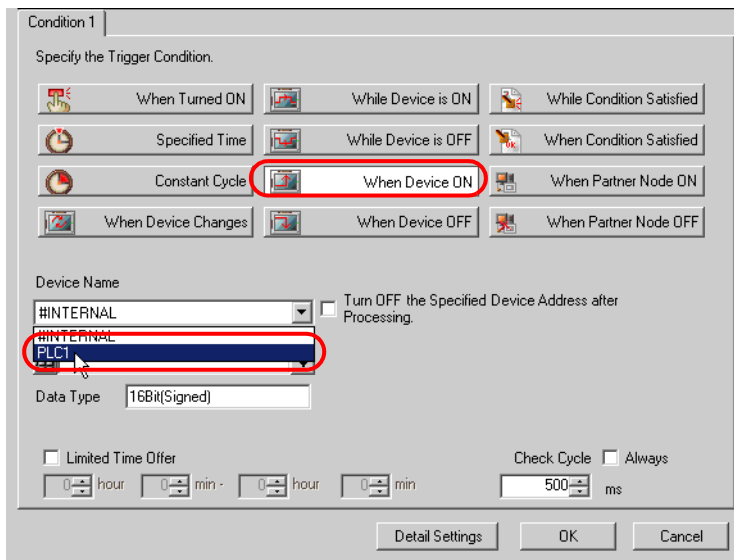 Condition 1
Specify the Trigger Condition.
When Turned ON While Device is ON While Condition Satisfied
Specified Time While Device is OFF When Condition Satisfied
Constant Cycle When Device ON When Partner Node ON
When Device Changes When Device OFF When Partner Node OFF
Device Name
#INTERNAL Turn OFF the Specified Device Address after
Processing.
#INTERNAL
PLC1
Data Type 16Bit(Signed)
Limited Time Offer Check Cycle Always
0 hour 0 min - 0 hour 0 min 500 ms
Detail Settings OK Cancel